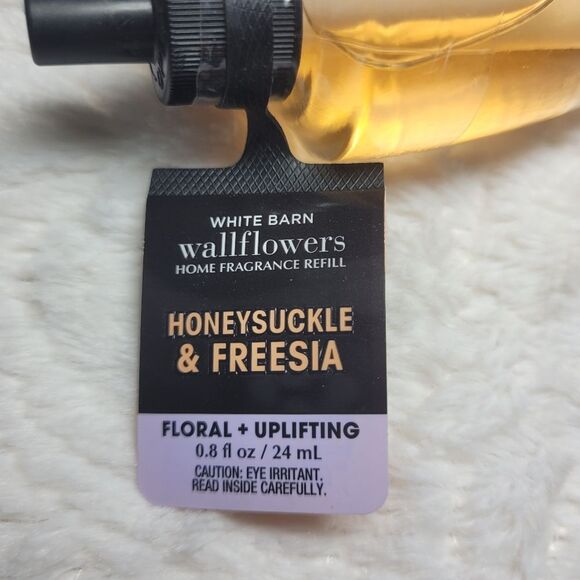 WHITE BARN
wallflowers
HOME FRAGRANCE REFILL
HONEYSUCKLE
& FREESIA
FLORAL + UPLIFTING
0.8 fl oz / 24 mL
CAUTION: EYE IRRITANT.
READ INSIDE CAREFULLY.